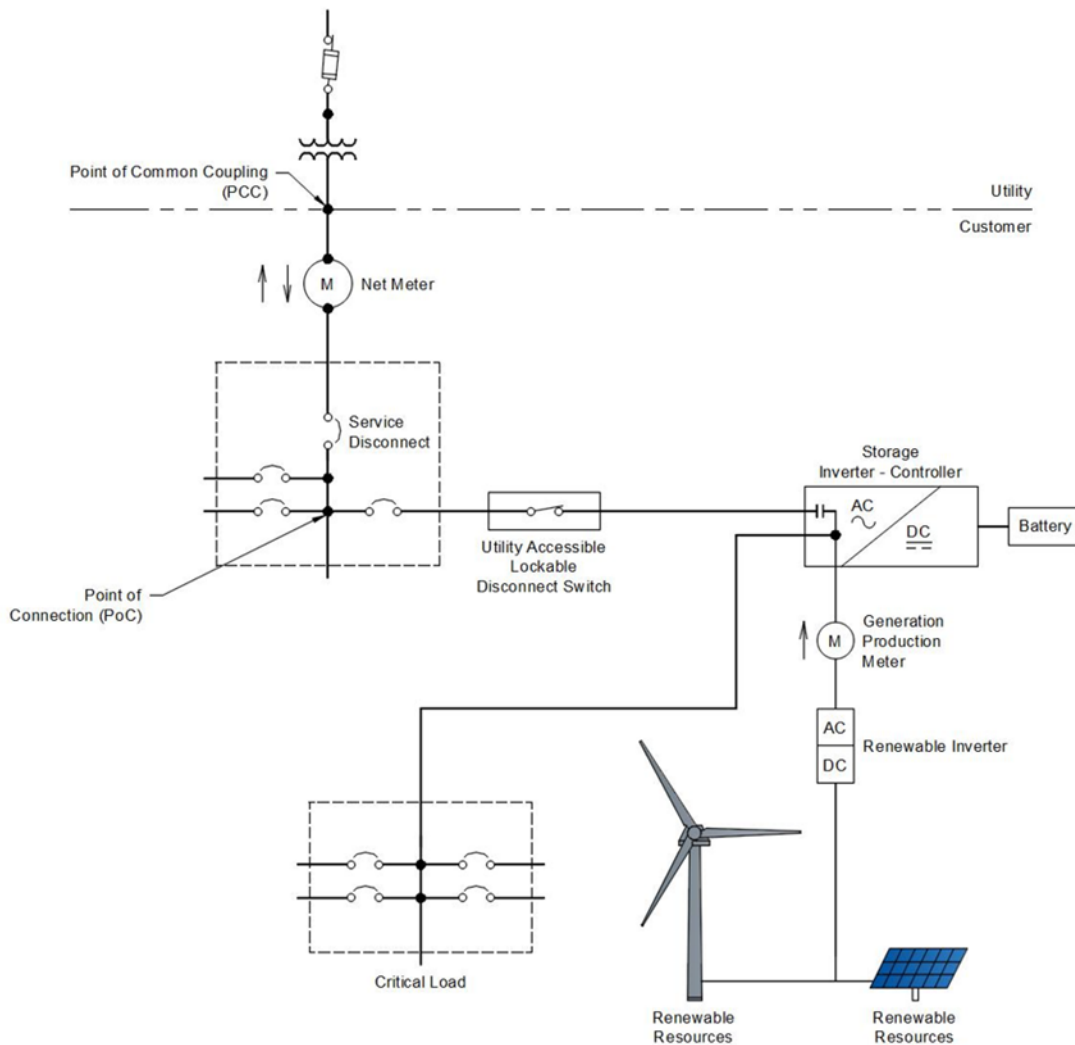 Point of Common Coupling
(PCC)
Utility
Customer
M
Net Meter
Service
Disconnect
Storage
Inverter - Controller
AC
DC
Battery
Utility Accessible
Lockable
Disconnect Switch
Point of
Connection (PoC)
M
Generation
Production
Meter
AC
DC
Renewable Inverter
Critical Load
Renewable
Resources
Renewable
Resources